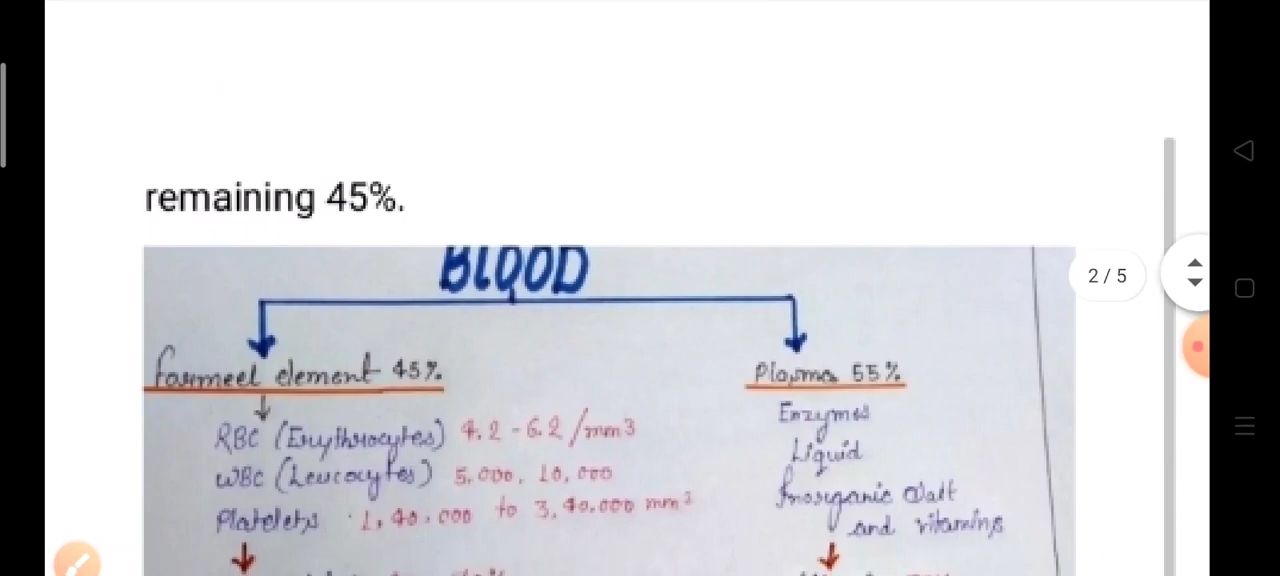 remaining 45%.
BLOOD
2 / 5
Formed element 45%
Plasma 55%
Enzymes
RBC (Erythrocytes) 4.2 - 6.2 /mm3
Liquid
WBC (Leucocytes) 5,000, 10,000
Inorganic Salt
Platelets 1,40,000 to 3,40,000 mm3
and vitamins